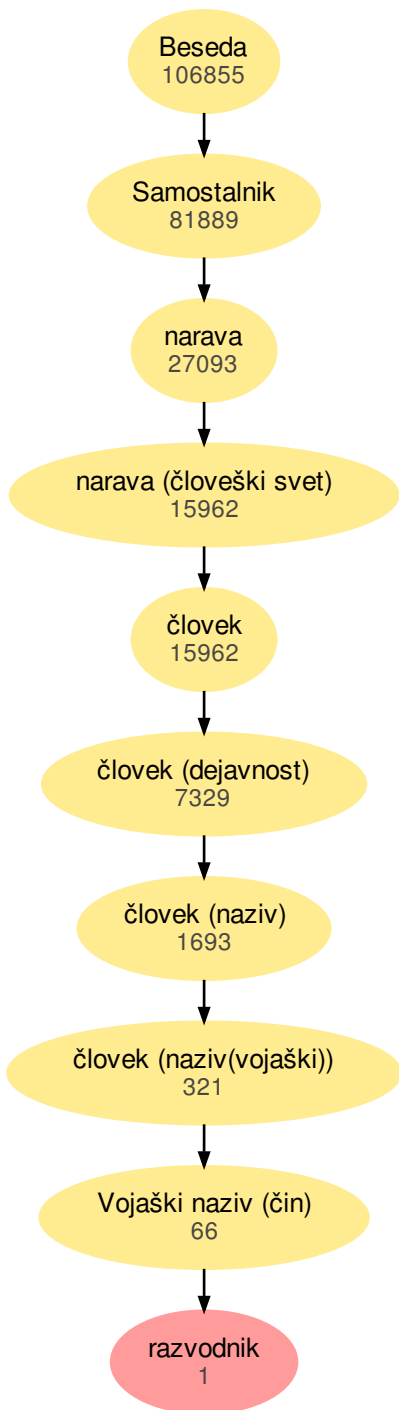 Beseda
106855
Samostalnik
81889
narava
27093
narava (človeški svet)
15962
človek
15962
človek (dejavnost)
7329
človek (naziv)
1693
človek (naziv(vojaški))
321
Vojaški naziv (čin)
66
razvodnik
1